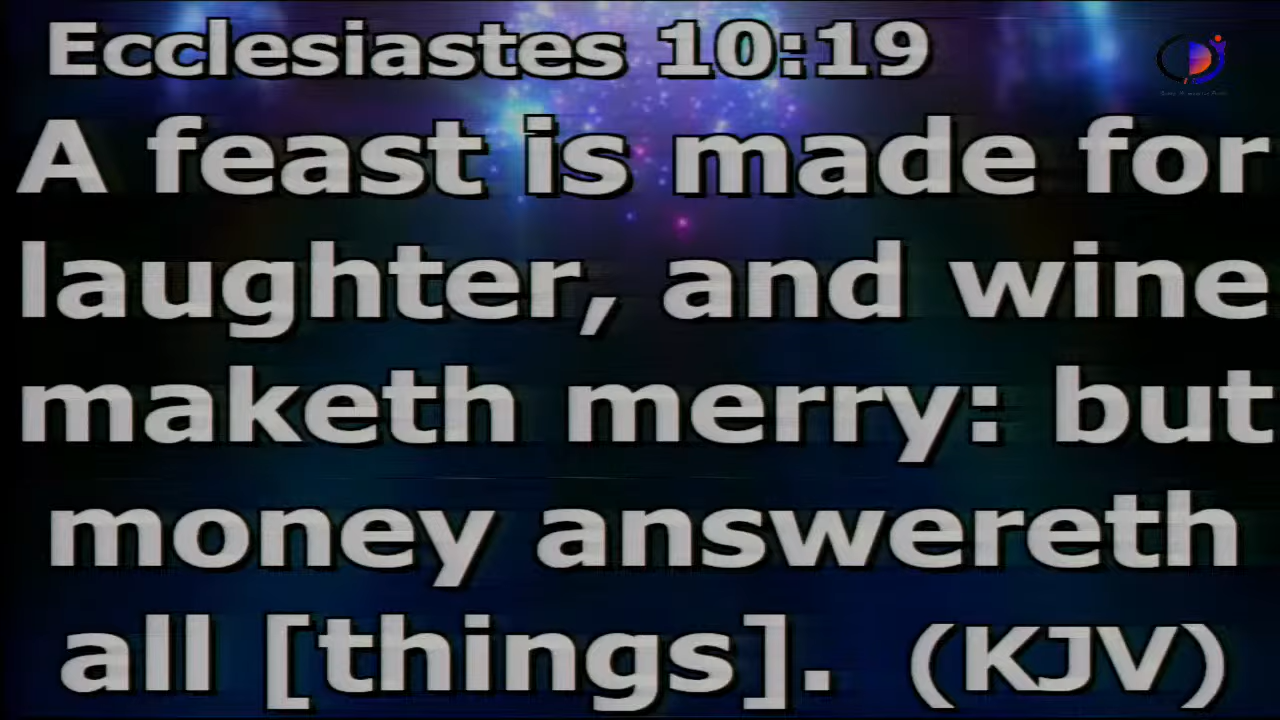 Ecclesiastes 10:19
A feast is made for
laughter, and wine
maketh merry: but
money answereth
all [things]. (KJV)